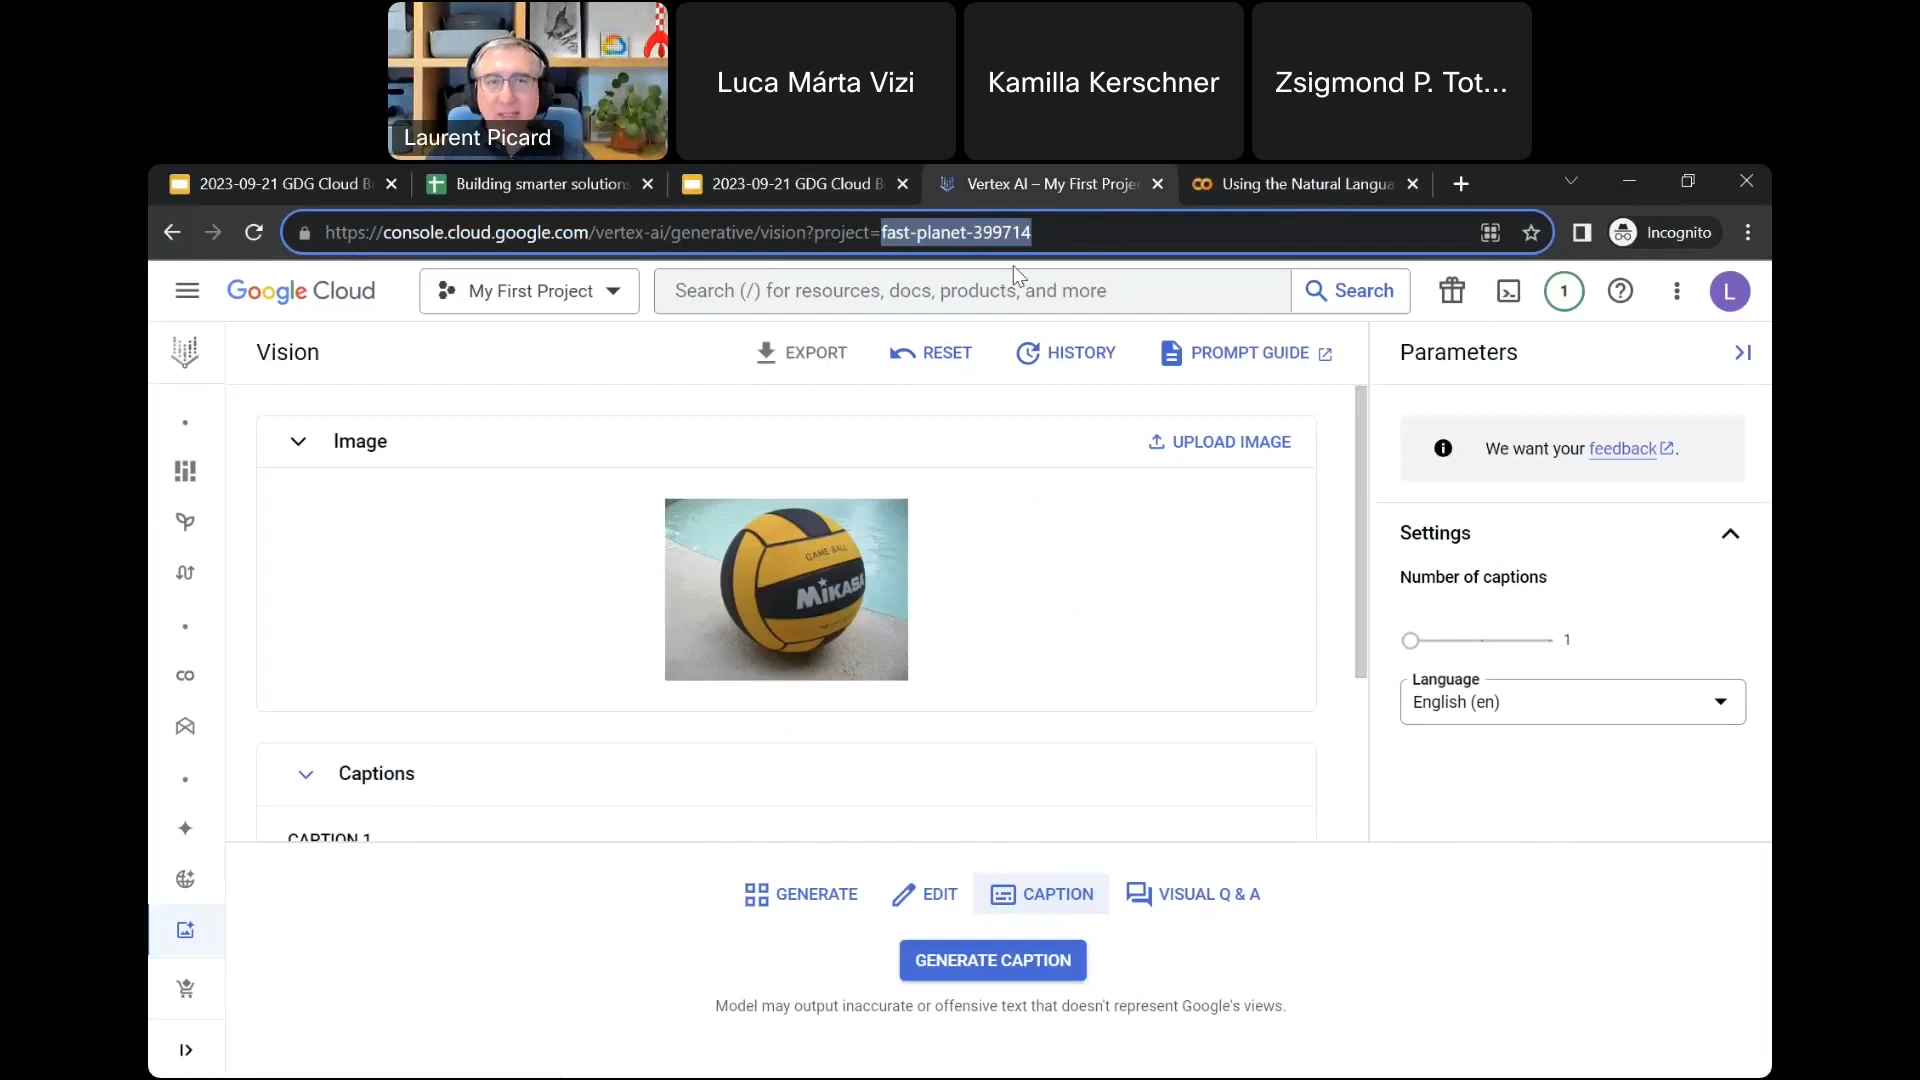 Laurent Picard
Luca Márta Vizi
Kamilla Kerschner
Zsigmond P. Tot...
2023-09-21 GDG Cloud B
Building smarter solutions
2023-09-21 GDG Cloud B
Vertex AI – My First Proje
Using the Natural Langua
https://console.cloud.google.com/vertex-ai/generative/vision?project=fast-planet-399714
Incognito
Google Cloud
My First Project
Search (/) for resources, docs, products, and more
Search
1
L
Vision
EXPORT
RESET
HISTORY
PROMPT GUIDE
Parameters
Image
UPLOAD IMAGE
We want your feedback.
GAME BALL
MIKASA
Settings
Number of captions
1
Language
English (en)
Captions
CAPTION 1
GENERATE
EDIT
CAPTION
VISUAL Q & A
GENERATE CAPTION
Model may output inaccurate or offensive text that doesn't represent Google's views.